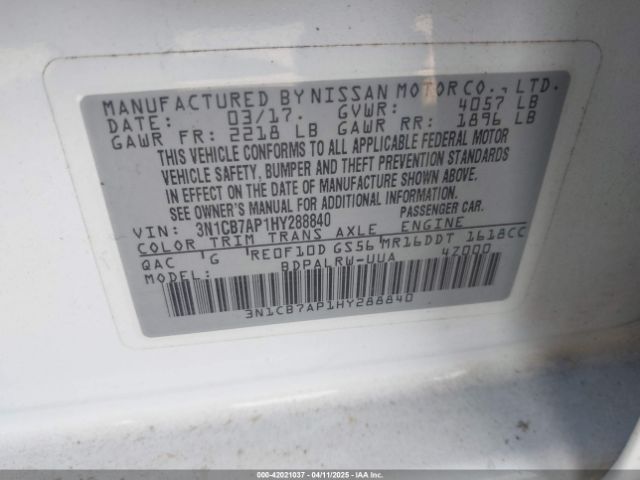 MANUFACTURED BY NISSAN MOTOR CO., LTD.
DATE: 03/17. GVWR: 4057 LB
GAWR FR: 2218 LB GAWR RR: 1896 LB
THIS VEHICLE CONFORMS TO ALL APPLICABLE FEDERAL MOTOR
VEHICLE SAFETY, BUMPER AND THEFT PREVENTION STANDARDS
IN EFFECT ON THE DATE OF MANUFACTURE SHOWN ABOVE.
SEE OWNER'S MANUAL FOR ADDITIONAL INFORMATION.
VIN: 3N1CB7AP1HY288840 PASSENGER CAR.
COLOR TRIM TRANS AXLE ENGINE
QAC G RE0F10D GS56 MR16DDT 1618CC
MODEL: BDPALRW-UUA 4Z000
3N1CB7AP1HY288840
000-42021037 - 04/11/2025 - IAAI.COM